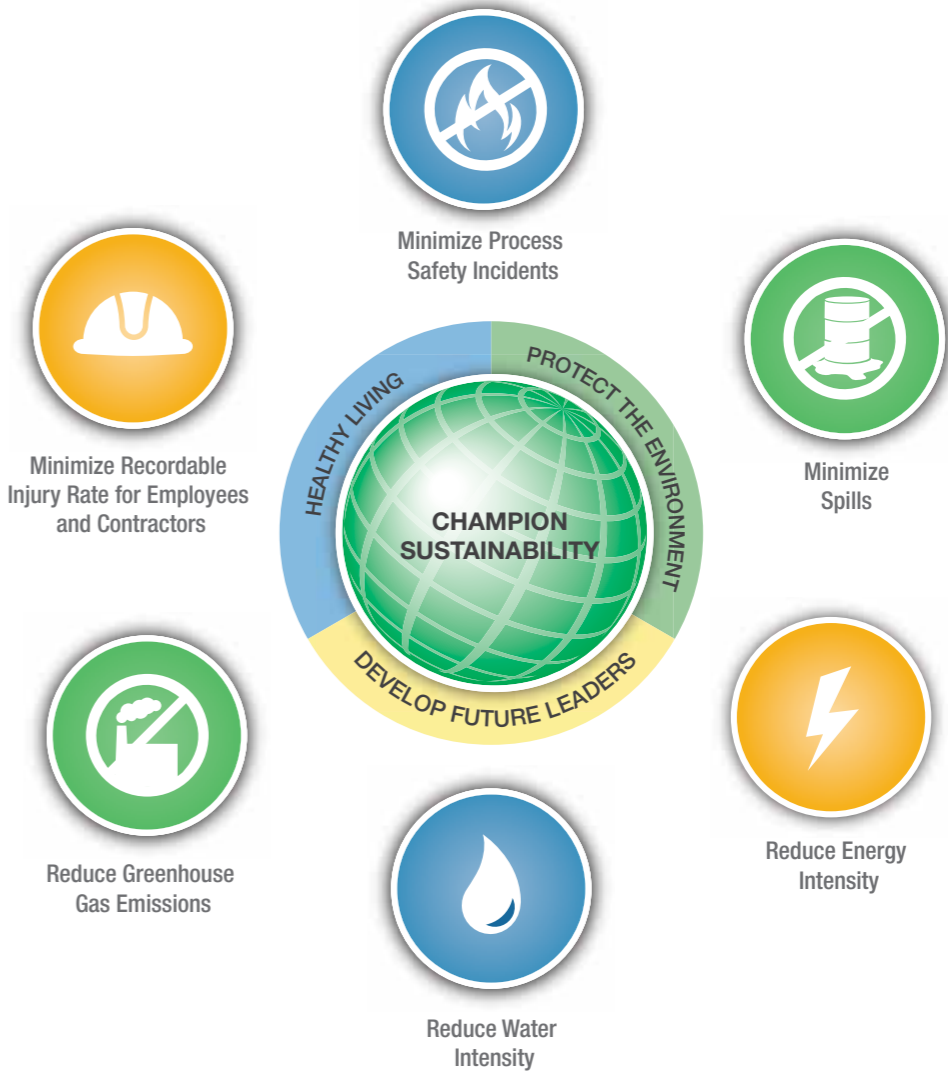 Minimize Process
Safety Incidents
Minimize Recordable
Injury Rate for Employees
and Contractors
Minimize
Spills
HEALTHY LIVING
PROTECT THE ENVIRONMENT
CHAMPION
SUSTAINABILITY
DEVELOP FUTURE LEADERS
Reduce Greenhouse
Gas Emissions
Reduce Energy
Intensity
Reduce Water
Intensity